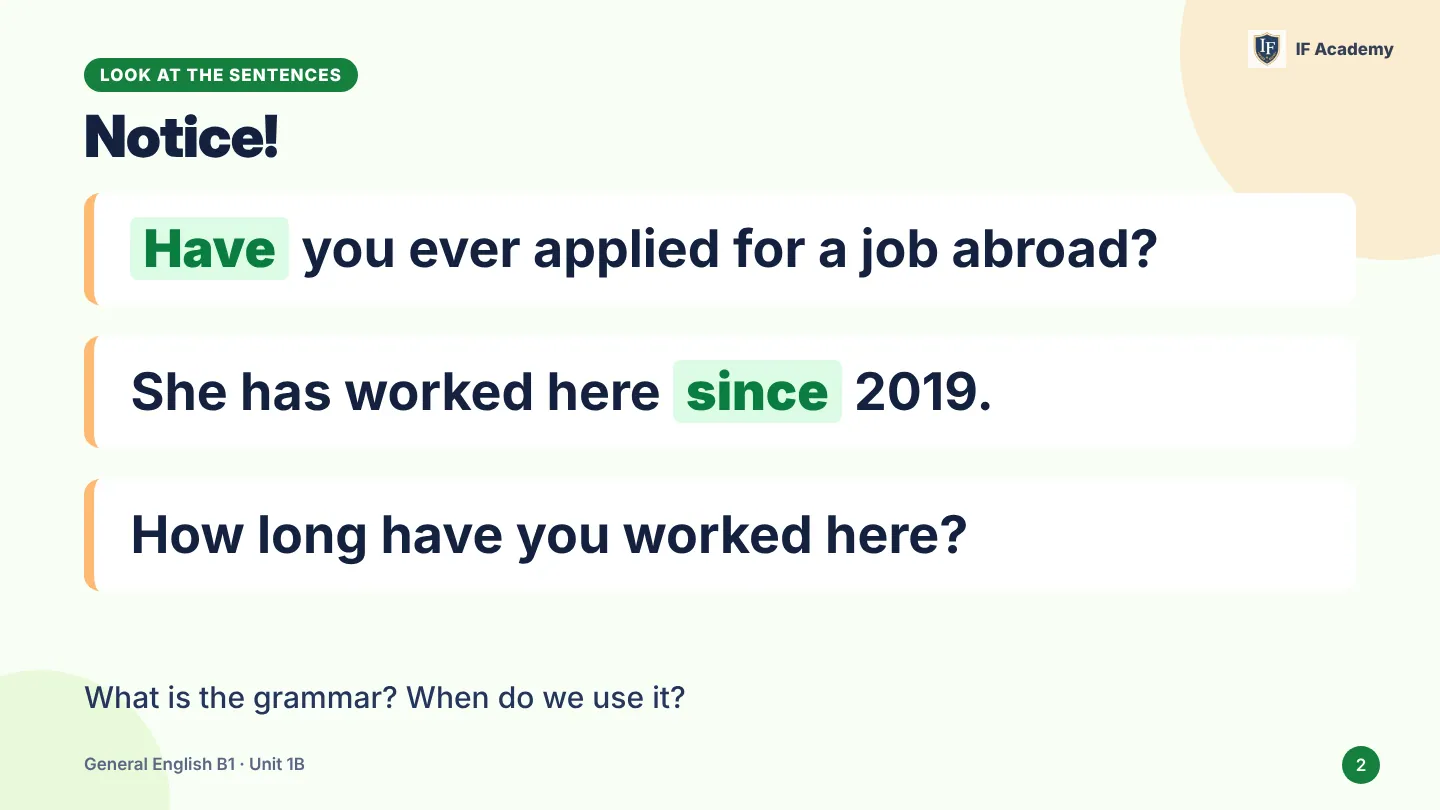 IF
IF Academy
LOOK AT THE SENTENCES
Notice!
Have you ever applied for a job abroad?
She has worked here since 2019.
How long have you worked here?
What is the grammar? When do we use it?
General English B1 · Unit 1B
2